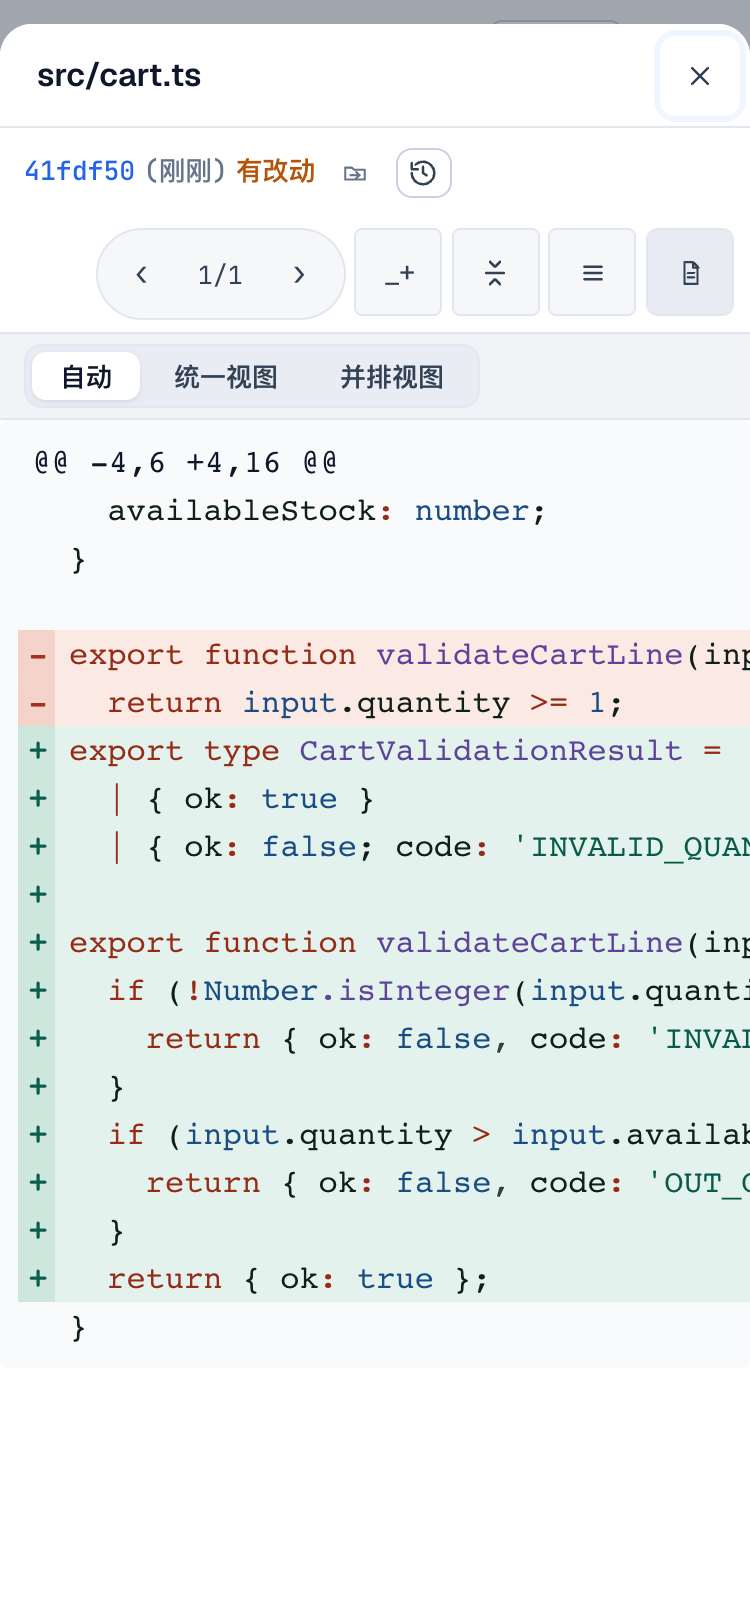 src/cart.ts
41fdf50 (刚刚) 有改动
1/1
_+
自动 统一视图 并排视图
@@ -4,6 +4,16 @@
availableStock: number;
}
- export function validateCartLine(inp
- return input.quantity >= 1;
+ export type CartValidationResult =
+ | { ok: true }
+ | { ok: false; code: 'INVALID_QUAN
+
+ export function validateCartLine(inp
+ if (!Number.isInteger(input.quanti
+ return { ok: false, code: 'INVAL
+ }
+ if (input.quantity > input.availab
+ return { ok: false, code: 'OUT_O
+ }
+ return { ok: true };
}